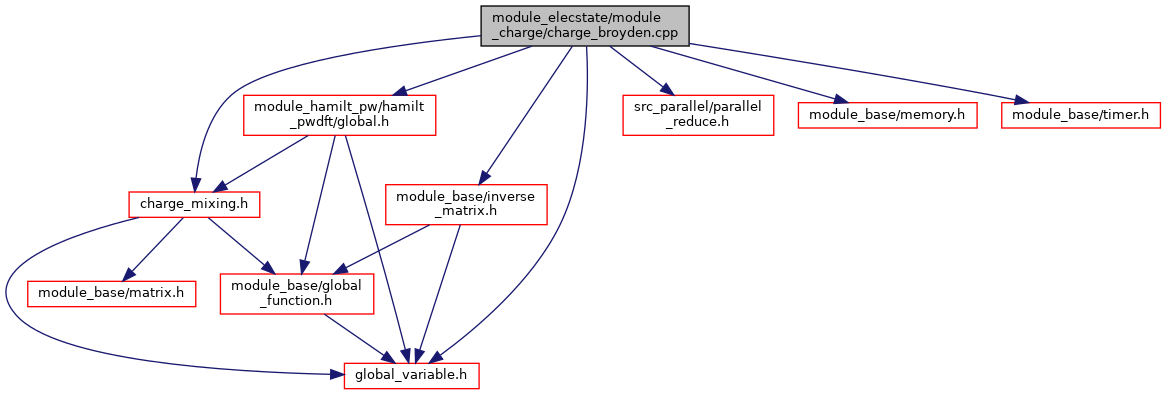 module_elecstate/module
_charge/charge_broyden.cpp
module_hamilt_pw/hamilt
_pwdft/global.h
src_parallel/parallel
_reduce.h
module_base/memory.h
module_base/timer.h
charge_mixing.h
module_base/inverse
_matrix.h
module_base/matrix.h
module_base/global
_function.h
global_variable.h